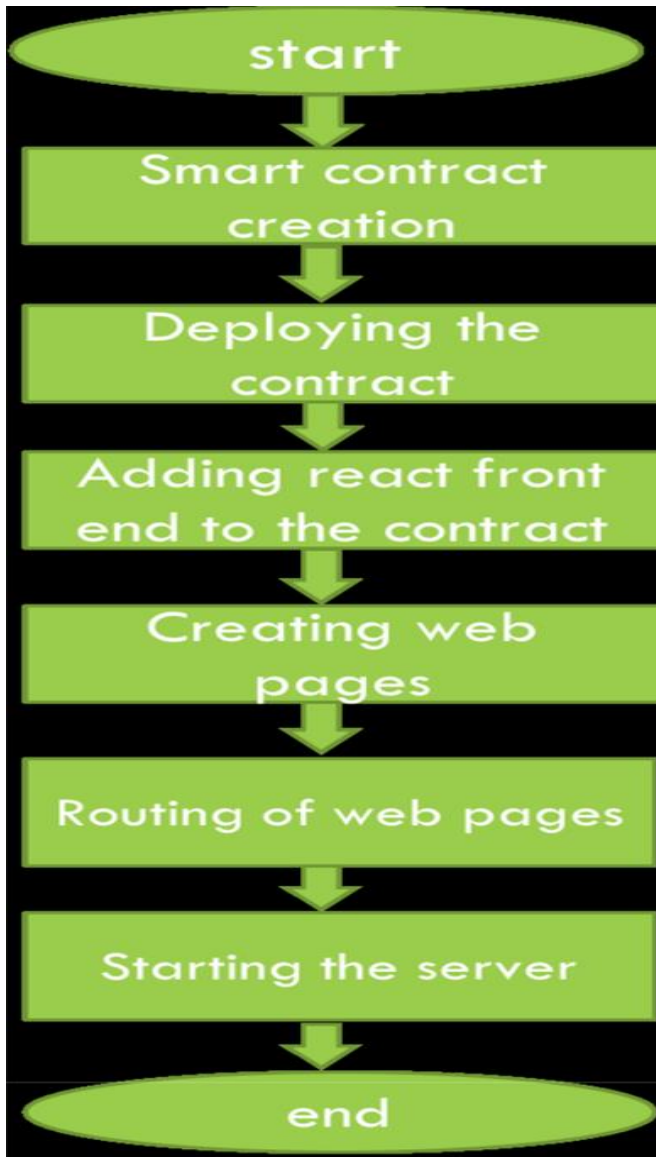 start
Smart contract
creation
Deploying the
contract
Adding react front
end to the contract
Creating web
pages
Routing of web pages
Starting the server
end